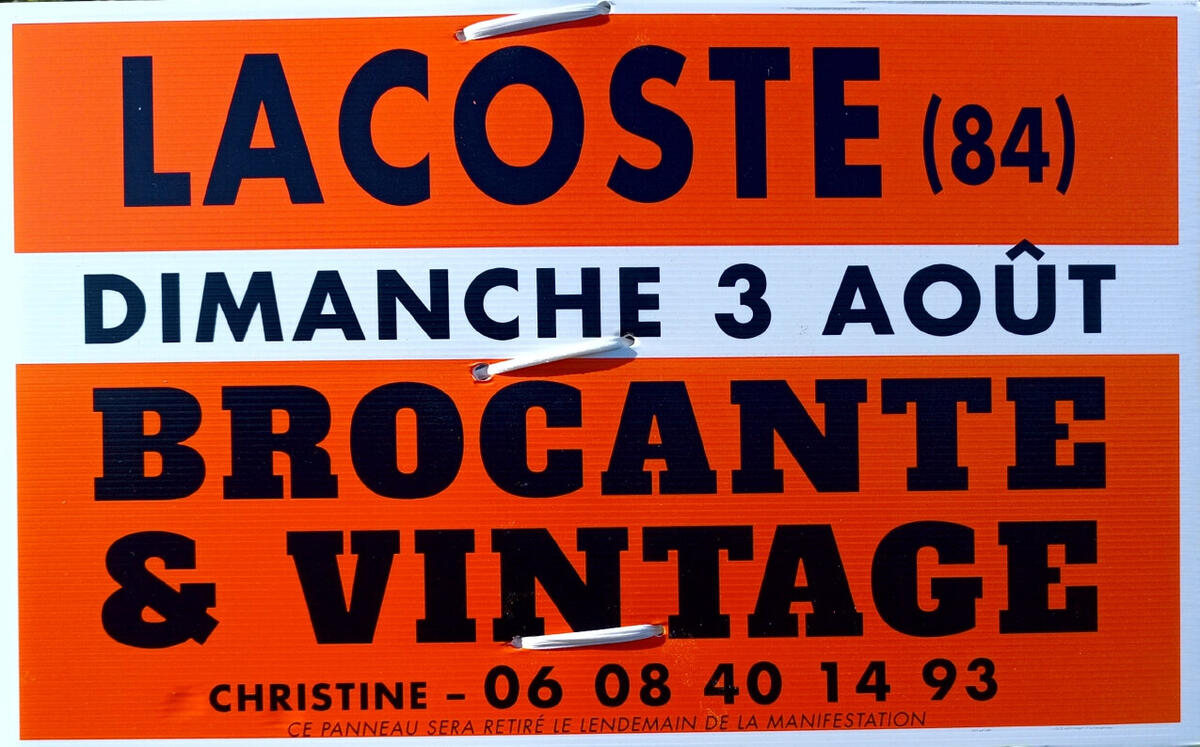 LACOSTE (84)
DIMANCHE 3 AOÛT
BROCANTE
& VINTAGE
CHRISTINE – 06 08 40 14 93
CE PANNEAU SERA RETIRÉ LE LENDEMAIN DE LA MANIFESTATION